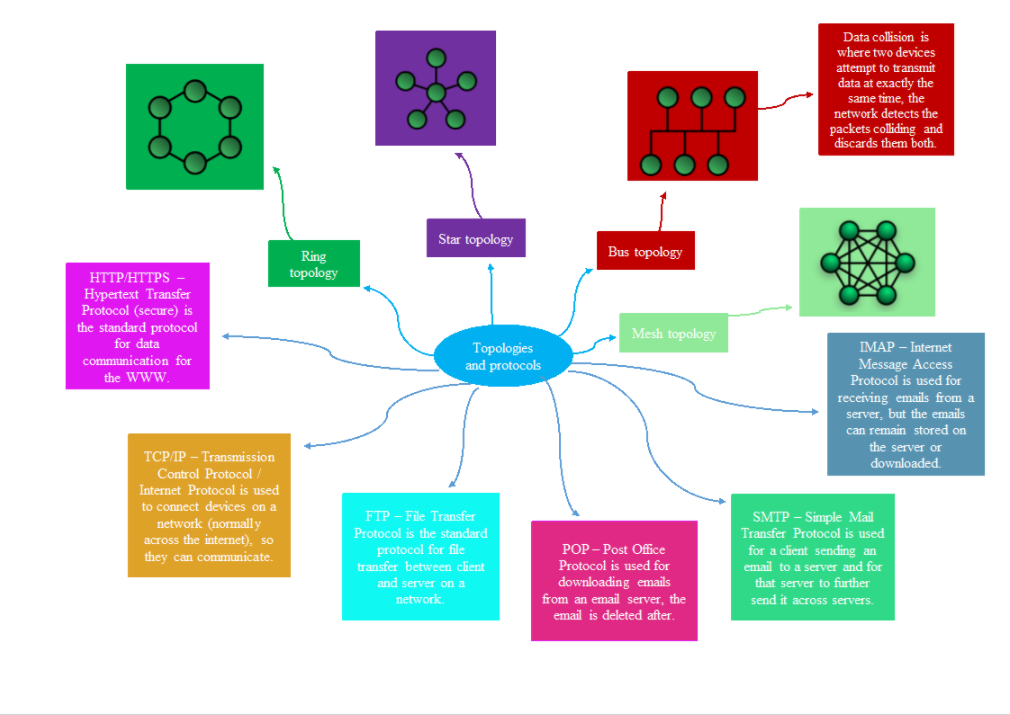 Data collision is
where two devices
attempt to transmit
data at exactly the
same time, the
network detects the
packets colliding and
discards them both.
Star topology
Ring
topology
Bus topology
Mesh topology
Topologies
and protocols
HTTP/HTTPS –
Hypertext Transfer
Protocol (secure) is
the standard protocol
for data
communication for
the WWW.
IMAP – Internet
Message Access
Protocol is used for
receiving emails from a
server, but the emails
can remain stored on
the server or
downloaded.
TCP/IP – Transmission
Control Protocol /
Internet Protocol is used
to connect devices on a
network (normally
across the internet), so
they can communicate.
FTP – File Transfer
Protocol is the standard
protocol for file
transfer between client
and server on a
network.
POP – Post Office
Protocol is used for
downloading emails
from an email server, the
email is deleted after.
SMTP – Simple Mail
Transfer Protocol is used
for a client sending an
email to a server and for
that server to further
send it across servers.